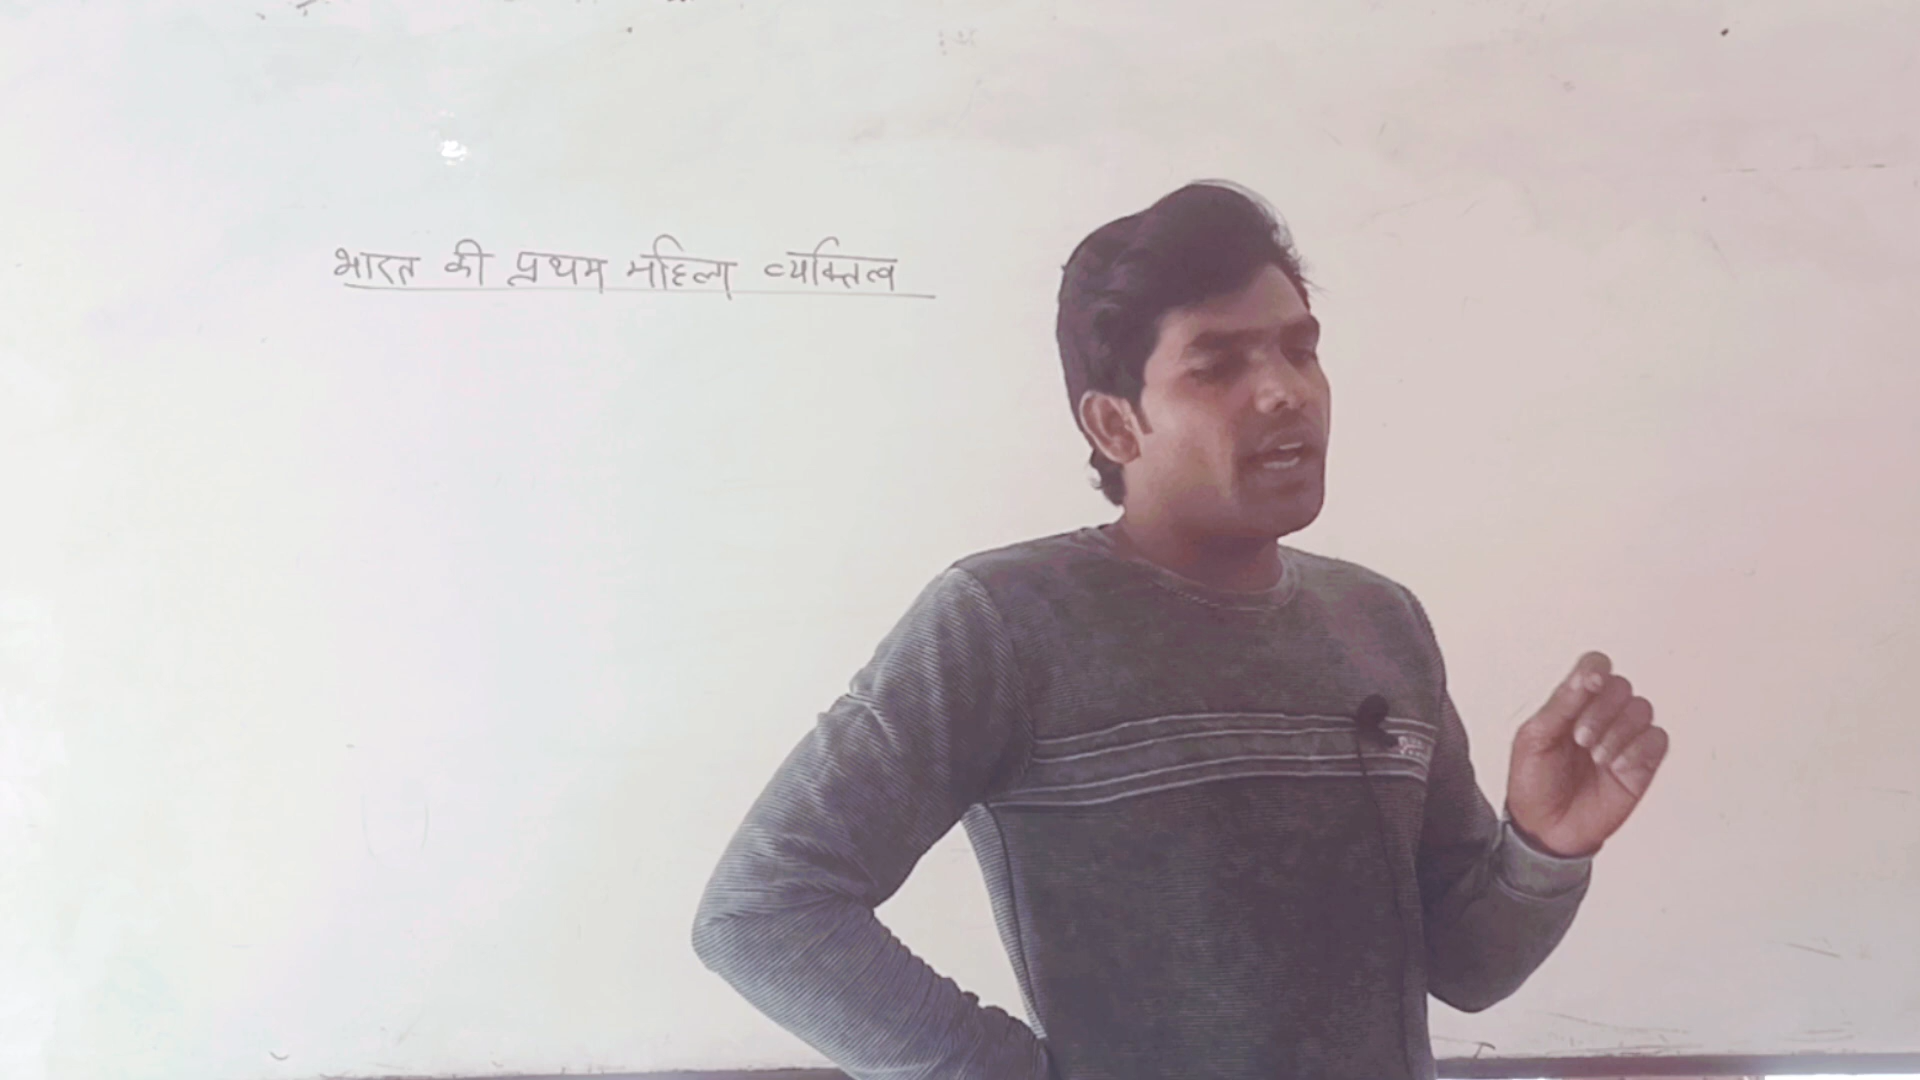 भारत की प्रथम महिला व्यक्तित्व